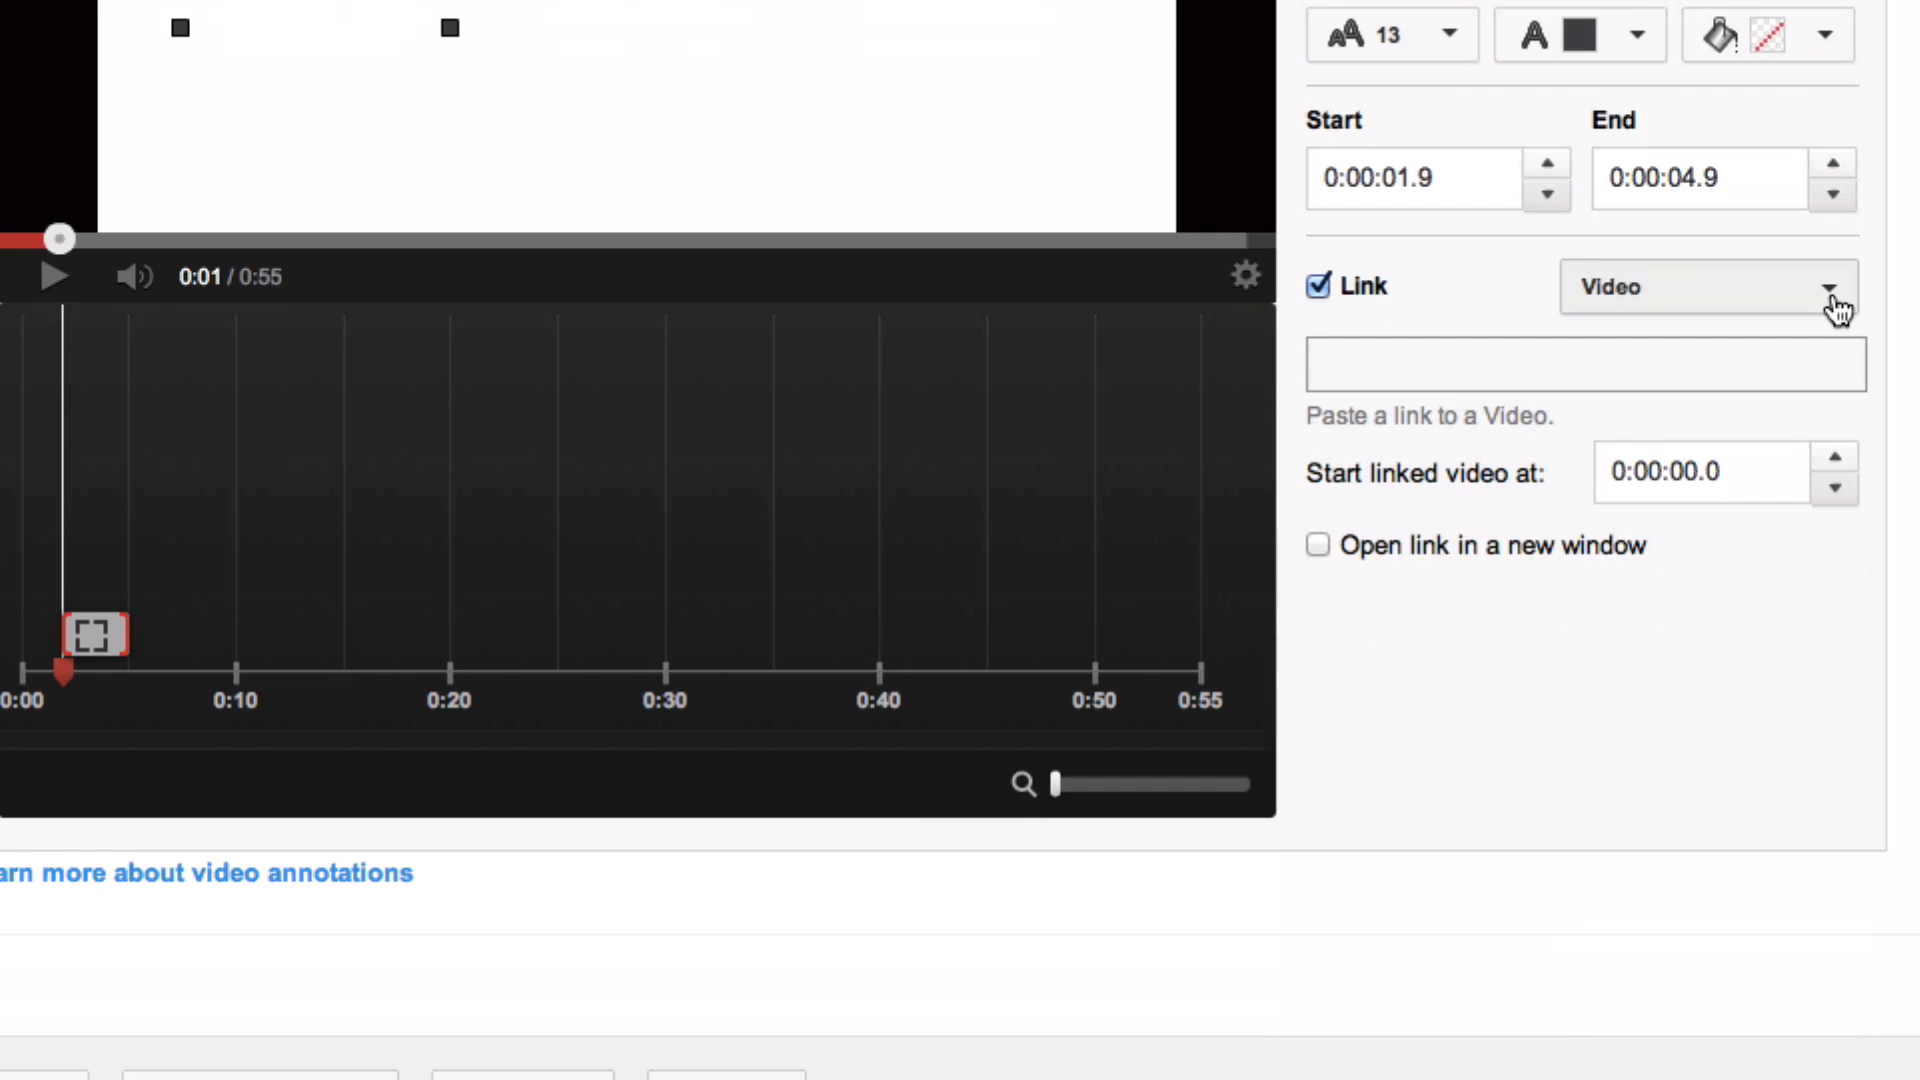 13
A
Start
End
0:00:01.9
0:00:04.9
0:01 / 0:55
Link
Video
Paste a link to a Video.
Start linked video at:
0:00:00.0
Open link in a new window
0:00
0:10
0:20
0:30
0:40
0:50
0:55
arn more about video annotations